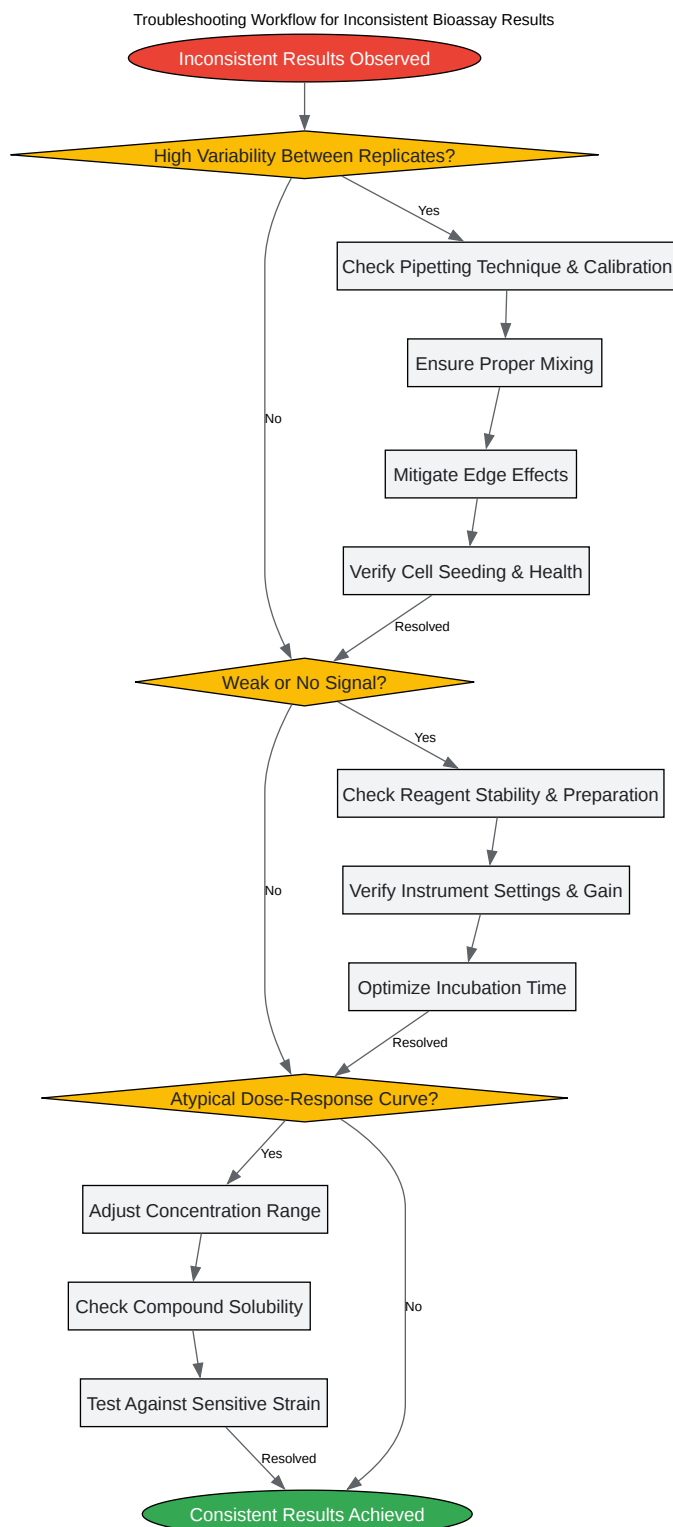 Troubleshooting Workflow for Inconsistent Bioassay Results
Inconsistent Results Observed
High Variability Between Replicates?
Yes
Check Pipetting Technique & Calibration
Ensure Proper Mixing
No
Mitigate Edge Effects
Verify Cell Seeding & Health
Resolved
Weak or No Signal?
Yes
Check Reagent Stability & Preparation
No
Verify Instrument Settings & Gain
Optimize Incubation Time
Resolved
Atypical Dose-Response Curve?
Yes
Adjust Concentration Range
Check Compound Solubility
No
Test Against Sensitive Strain
Resolved
Consistent Results Achieved